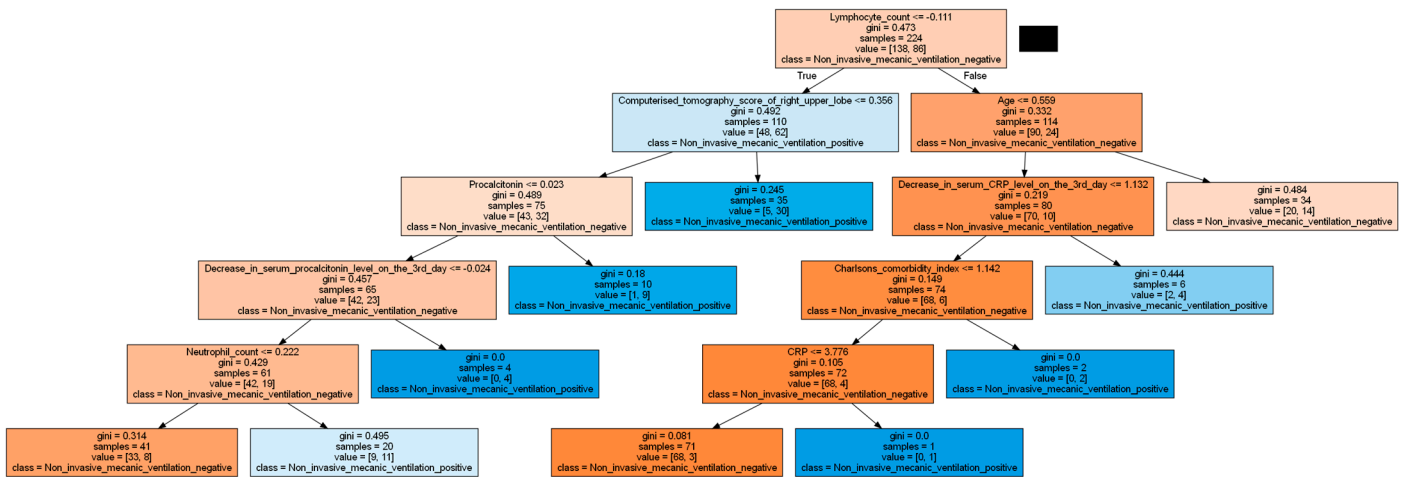 Lymphocyte_count <= -0.111
gini = 0.473
samples = 224
value = [138, 86]
class = Non_invasive_mecanic_ventilation_negative
True
False
Computerised_tomography_score_of_right_upper_lobe <= 0.356
gini = 0.492
samples = 110
value = [48, 62]
class = Non_invasive_mecanic_ventilation_positive
Age <= 0.559
gini = 0.332
samples = 114
value = [90, 24]
class = Non_invasive_mecanic_ventilation_negative
Procalcitonin <= 0.023
gini = 0.489
samples = 75
value = [43, 32]
class = Non_invasive_mecanic_ventilation_negative
gini = 0.245
samples = 35
value = [5, 30]
class = Non_invasive_mecanic_ventilation_positive
Decrease_in_serum_CRP_level_on_the_3rd_day <= 1.132
gini = 0.219
samples = 80
value = [70, 10]
class = Non_invasive_mecanic_ventilation_negative
gini = 0.484
samples = 34
value = [20, 14]
class = Non_invasive_mecanic_ventilation_negative
Decrease_in_serum_procalcitonin_level_on_the_3rd_day <= -0.024
gini = 0.457
samples = 65
value = [42, 23]
class = Non_invasive_mecanic_ventilation_negative
gini = 0.18
samples = 10
value = [1, 9]
class = Non_invasive_mecanic_ventilation_positive
Charlsons_comorbidity_index <= 1.142
gini = 0.149
samples = 74
value = [68, 6]
class = Non_invasive_mecanic_ventilation_negative
gini = 0.444
samples = 6
value = [2, 4]
class = Non_invasive_mecanic_ventilation_positive
Neutrophil_count <= 0.222
gini = 0.429
samples = 61
value = [42, 19]
class = Non_invasive_mecanic_ventilation_negative
gini = 0.0
samples = 4
value = [0, 4]
class = Non_invasive_mecanic_ventilation_positive
CRP <= 3.776
gini = 0.105
samples = 72
value = [68, 4]
class = Non_invasive_mecanic_ventilation_negative
gini = 0.0
samples = 2
value = [0, 2]
class = Non_invasive_mecanic_ventilation_positive
gini = 0.314
samples = 41
value = [33, 8]
class = Non_invasive_mecanic_ventilation_negative
gini = 0.495
samples = 20
value = [9, 11]
class = Non_invasive_mecanic_ventilation_positive
gini = 0.081
samples = 71
value = [68, 3]
class = Non_invasive_mecanic_ventilation_negative
gini = 0.0
samples = 1
value = [0, 1]
class = Non_invasive_mecanic_ventilation_positive